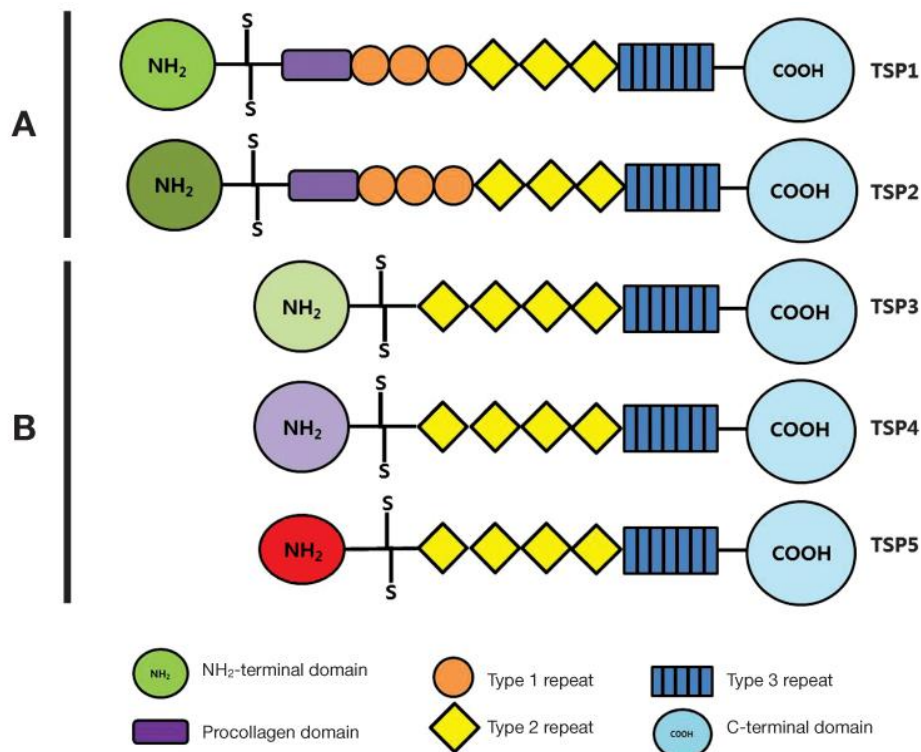 A
S
NH2
S
COOH
TSP1
S
NH2
S
COOH
TSP2
B
S
NH2
S
COOH
TSP3
S
NH2
S
COOH
TSP4
S
NH2
S
COOH
TSP5
NH2
NH2-terminal domain
Type 1 repeat
Type 3 repeat
Procollagen domain
Type 2 repeat
COOH
C-terminal domain